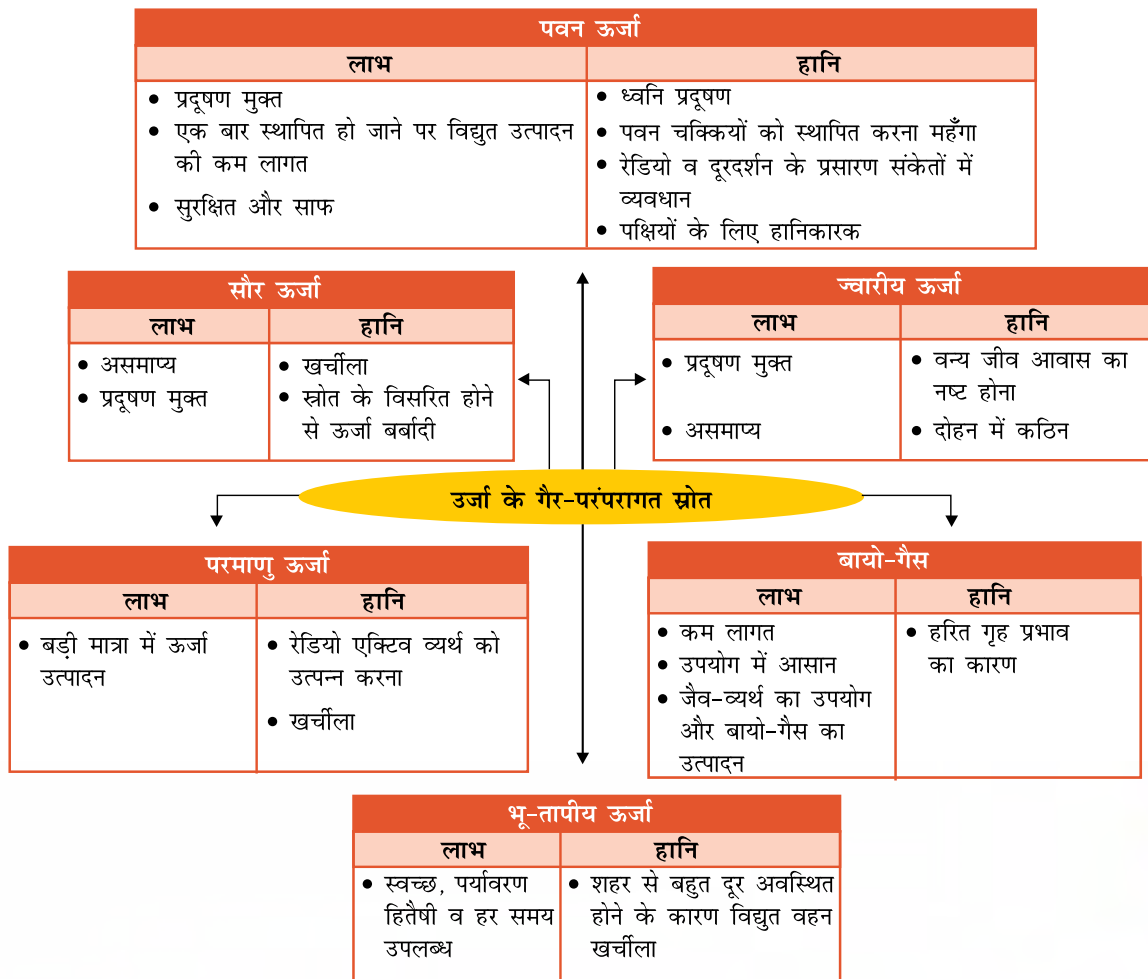 पवन ऊर्जा
लाभ
हानि
• प्रदूषण मुक्त
• एक बार स्थापित हो जाने पर विद्युत उत्पादन
की कम लागत
• सुरक्षित और साफ
• ध्वनि प्रदूषण
• पवन चक्कियों को स्थापित करना महँगा
• रेडियो व दूरदर्शन के प्रसारण संकेतों में
व्यवधान
• पक्षियों के लिए हानिकारक
सौर ऊर्जा
लाभ
हानि
• असमाप्य
• प्रदूषण मुक्त
• खर्चीला
• स्रोत के विसरित होने
से ऊर्जा बर्बादी
ज्वारीय ऊर्जा
लाभ
हानि
• प्रदूषण मुक्त
• असमाप्य
• वन्य जीव आवास का
नष्ट होना
• दोहन में कठिन
उर्जा के गैर-परंपरागत स्रोत
परमाणु ऊर्जा
लाभ
हानि
• बड़ी मात्रा में ऊर्जा
उत्पादन
• रेडियो एक्टिव व्यर्थ को
उत्पन्न करना
• खर्चीला
बायो-गैस
लाभ
हानि
• कम लागत
• उपयोग में आसान
• जैव-व्यर्थ का उपयोग
और बायो-गैस का
उत्पादन
• हरित गृह प्रभाव
का कारण
भू-तापीय ऊर्जा
लाभ
हानि
• स्वच्छ, पर्यावरण
हितैषी व हर समय
उपलब्ध
• शहर से बहुत दूर अवस्थित
होने के कारण विद्युत वहन
खर्चीला